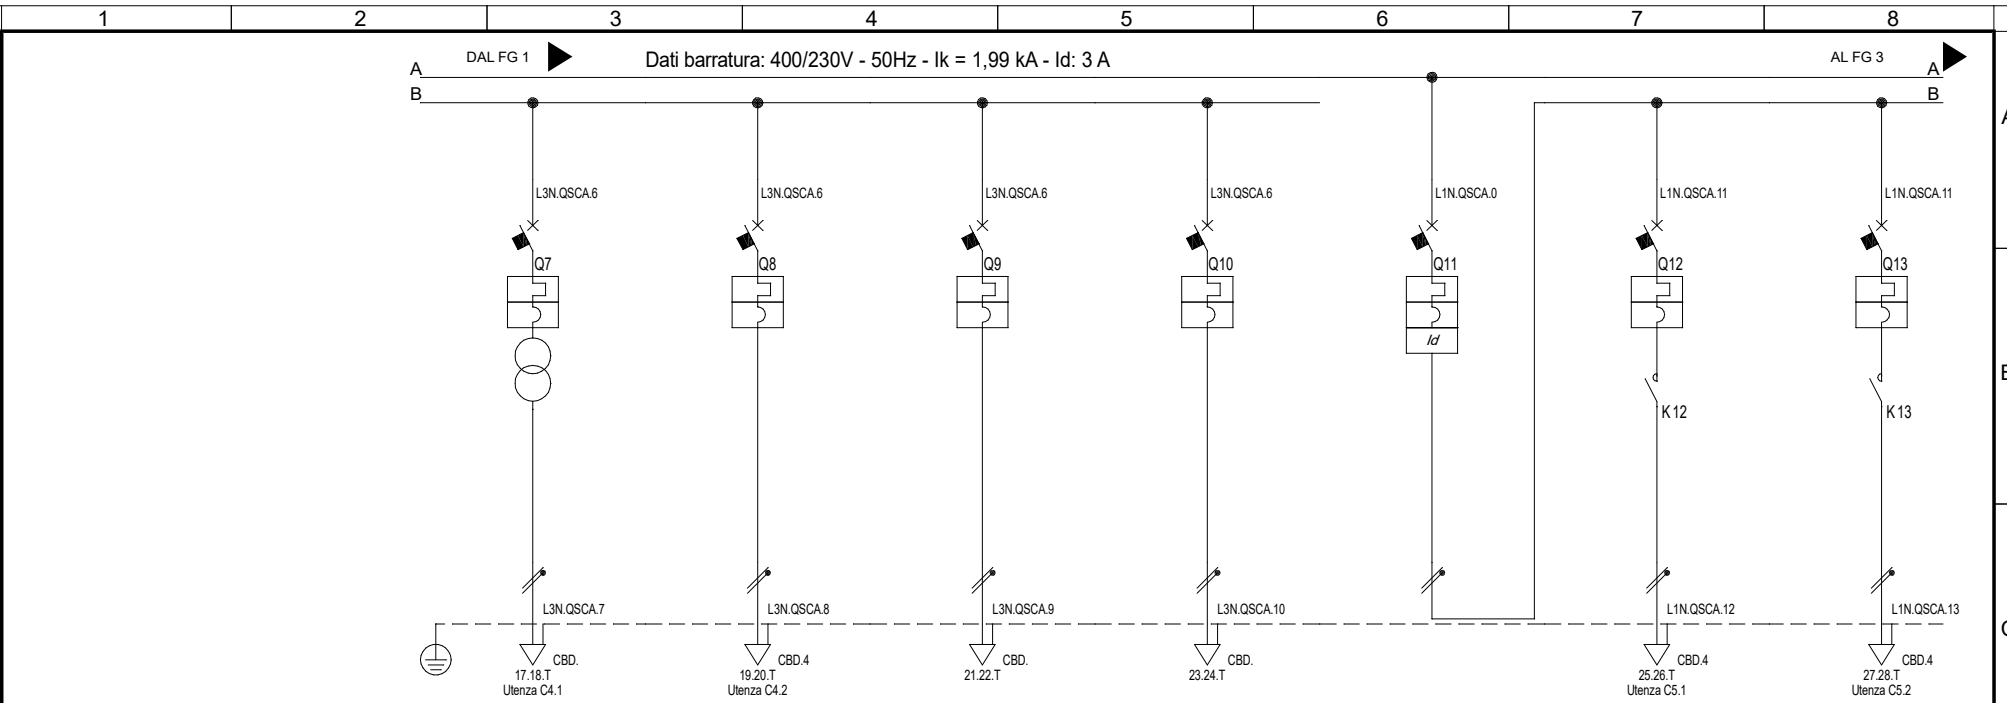 1 2 3 4 5 6 7 8
DAL FG 1 Dati barratura: 400/230V - 50Hz - Ik = 1,99 kA - Id: 3 A AL FG 3
A A
B B
A
L3N.QSCA.6 L3N.QSCA.6 L3N.QSCA.6 L3N.QSCA.6 L1N.QSCA.0 L1N.QSCA.11 L1N.QSCA.11
Q7 Q8 Q9 Q10 Q11 Q12 Q13
Id
K12 K13
L3N.QSCA.7 L3N.QSCA.8 L3N.QSCA.9 L3N.QSCA.10 L1N.QSCA.12 L1N.QSCA.13
CBD. CBD.4 CBD. CBD. CBD.4 CBD.4
17.18.T 19.20.T 21.22.T 23.24.T 25.26.T 27.28.T
Utenza C4.1 Utenza C4.2 Utenza C5.1 Utenza C5.2